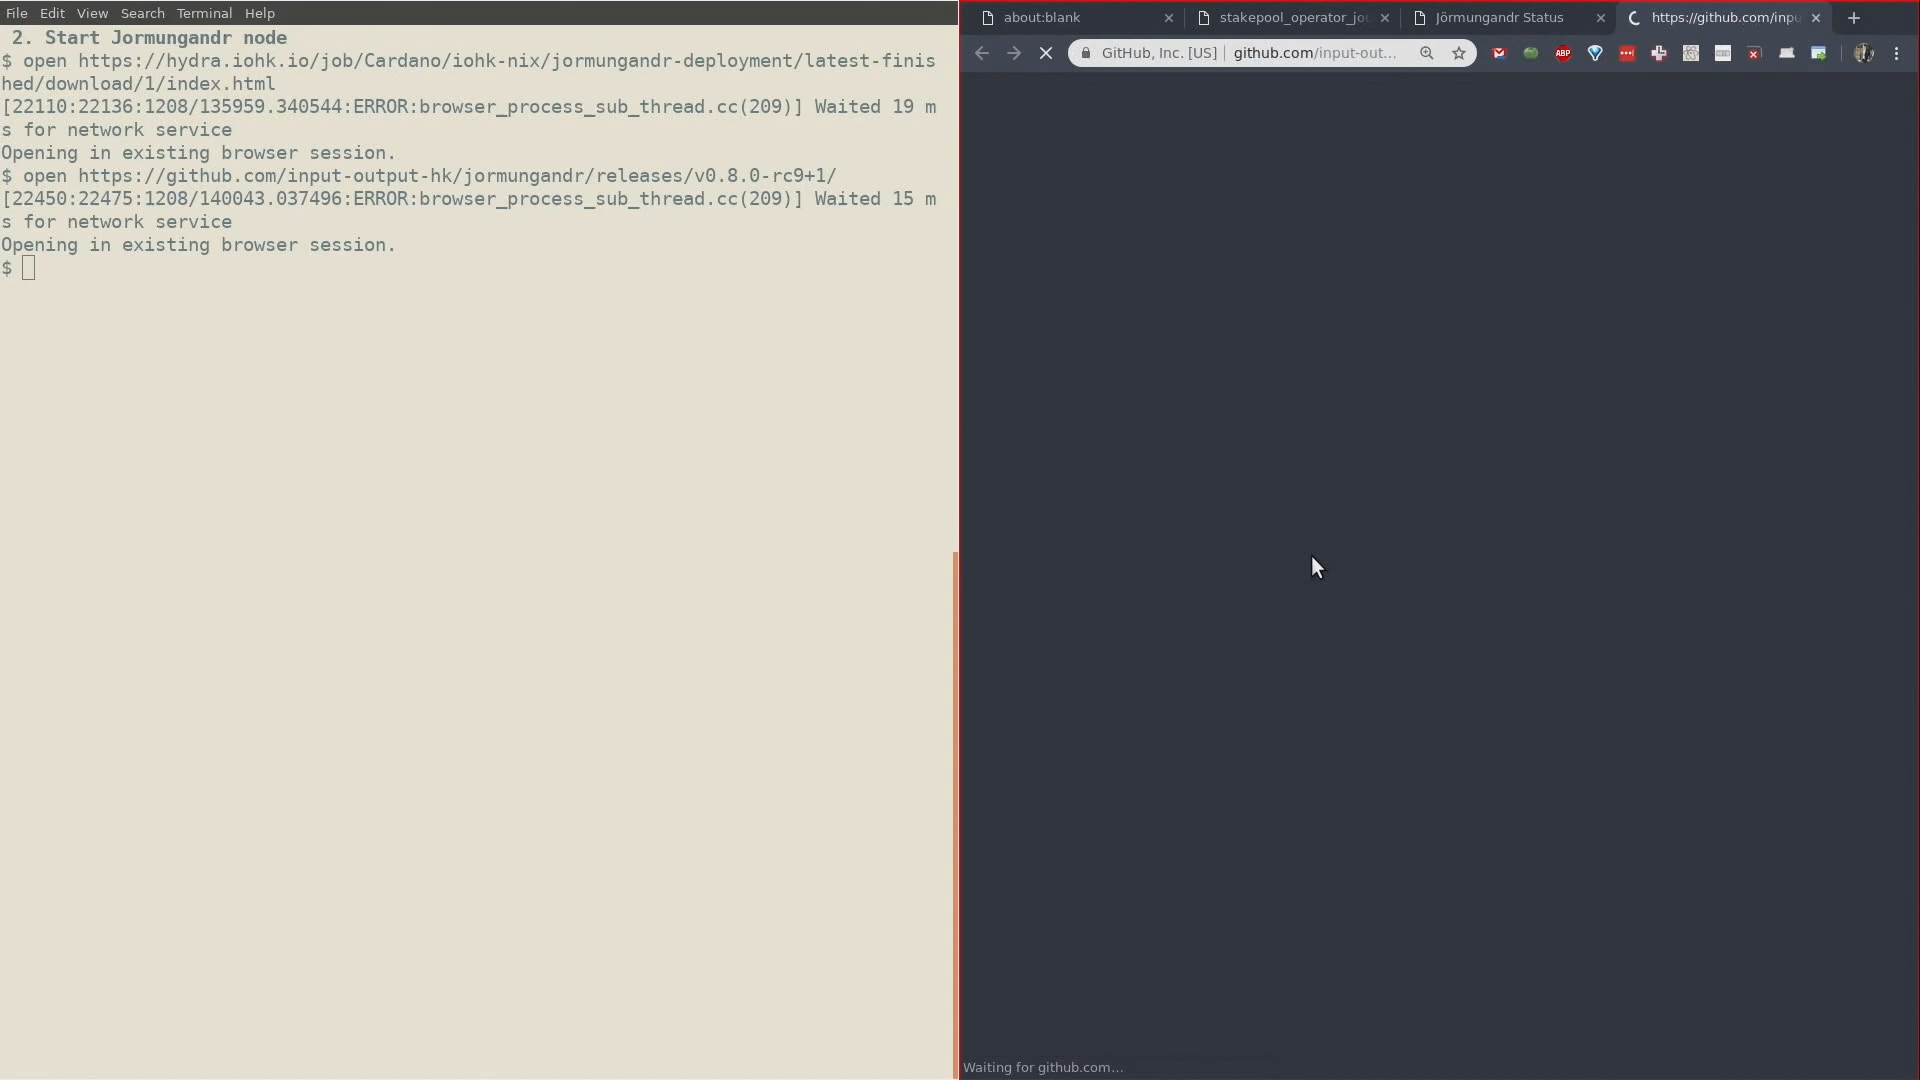 File Edit View Search Terminal Help
2. Start Jormungandr node
$ open https://hydra.iohk.io/job/Cardano/iohk-nix/jormungandr-deployment/latest-finis
hed/download/1/index.html
[22110:22136:1208/135959.340544:ERROR:browser_process_sub_thread.cc(209)] Waited 19 m
s for network service
Opening in existing browser session.
$ open https://github.com/input-output-hk/jormungandr/releases/v0.8.0-rc9+1/
[22450:22475:1208/140043.037496:ERROR:browser_process_sub_thread.cc(209)] Waited 15 m
s for network service
Opening in existing browser session.
$
about:blank
stakepool_operator_jo
Jörmungandr Status
https://github.com/inpu
GitHub, Inc. [US] | github.com/input-out...
ABP
Waiting for github.com...